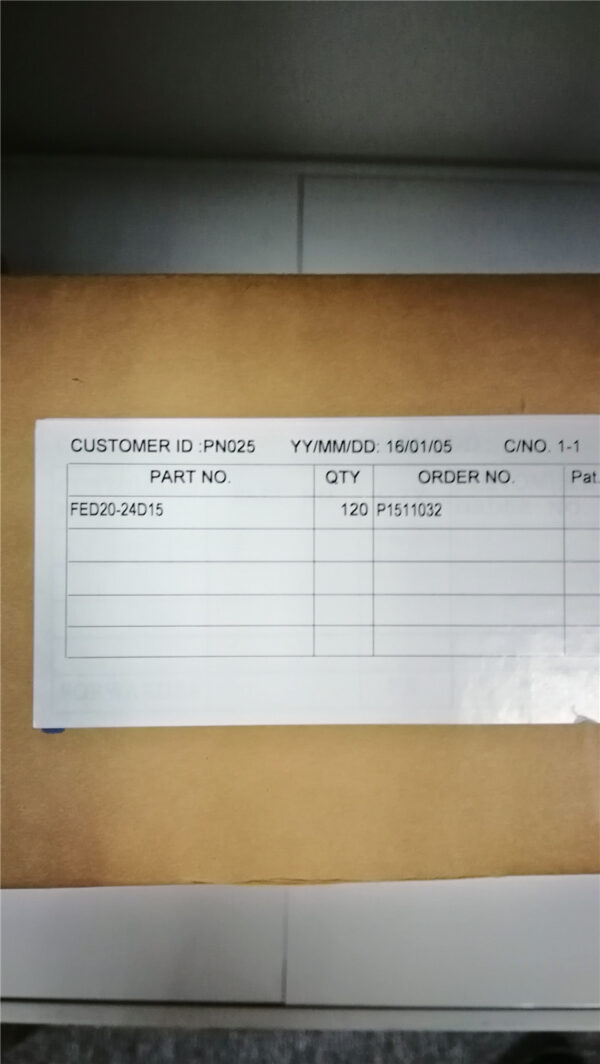 CUSTOMER ID :PN025 YY/MM/DD: 16/01/05 C/NO. 1-1
PART NO. QTY ORDER NO. Pat.
FED20-24D15 120 P1511032